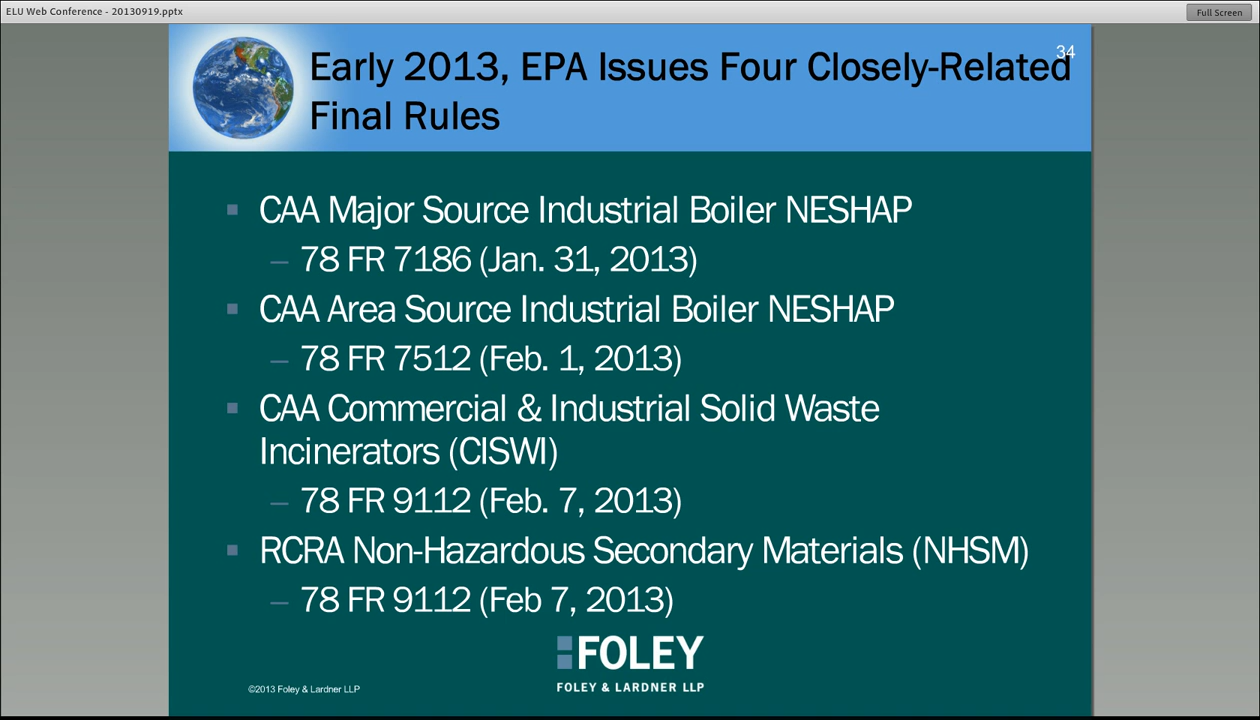 ELU Web Conference - 20130919.pptx
Full Screen
34
Early 2013, EPA Issues Four Closely-Related
Final Rules
▪ CAA Major Source Industrial Boiler NESHAP
– 78 FR 7186 (Jan. 31, 2013)
▪ CAA Area Source Industrial Boiler NESHAP
– 78 FR 7512 (Feb. 1, 2013)
▪ CAA Commercial & Industrial Solid Waste
Incinerators (CISWI)
– 78 FR 9112 (Feb. 7, 2013)
▪ RCRA Non-Hazardous Secondary Materials (NHSM)
– 78 FR 9112 (Feb 7, 2013)
FOLEY
FOLEY & LARDNER LLP
©2013 Foley & Lardner LLP